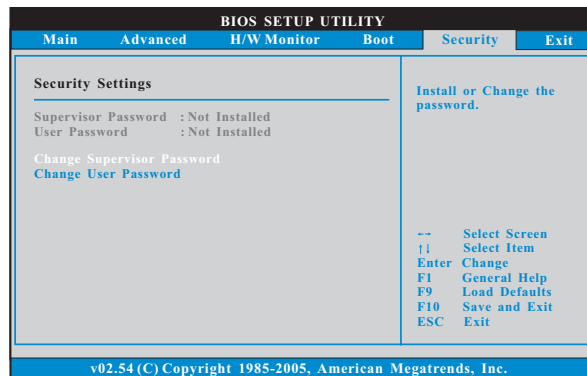 BIOS SETUP UTILITY
Main Advanced H/W Monitor Boot Security Exit
Security Settings
Supervisor Password : Not Installed
User Password : Not Installed
Change Supervisor Password
Change User Password
Install or Change the
password.
←→ Select Screen
↑↓ Select Item
Enter Change
F1 General Help
F9 Load Defaults
F10 Save and Exit
ESC Exit
v02.54 (C) Copyright 1985-2005, American Megatrends, Inc.